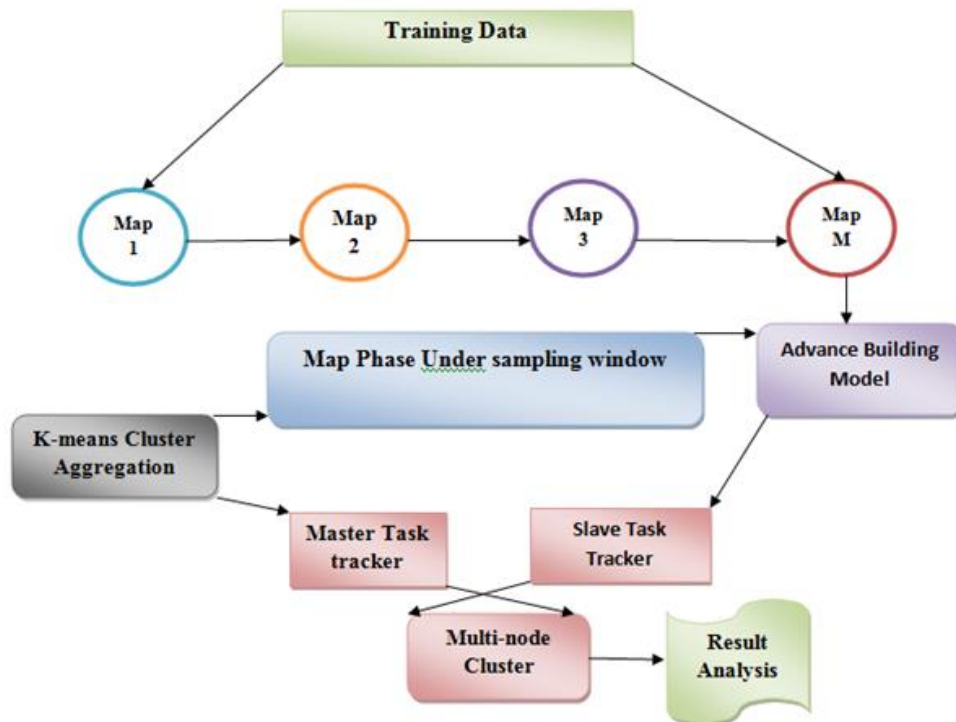 Training Data
Map
1
Map
2
Map
3
Map
M
Map Phase Under sampling window
Advance Building
Model
K-means Cluster
Aggregation
Master Task
tracker
Slave Task
Tracker
Multi-node
Cluster
Result
Analysis